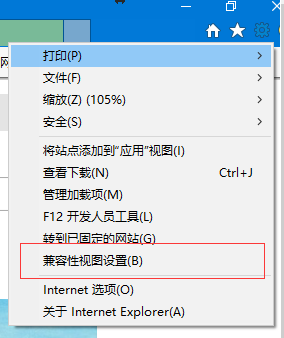 打印(P)
网
文件(F)
缩放(Z) (105%)
安全(S)
将站点添加到“应用”视图(I)
查看下载(N) Ctrl+J
管理加载项(M)
F12 开发人员工具(L)
转到已固定的网站(G)
兼容性视图设置(B)
Internet 选项(O)
关于 Internet Explorer(A)